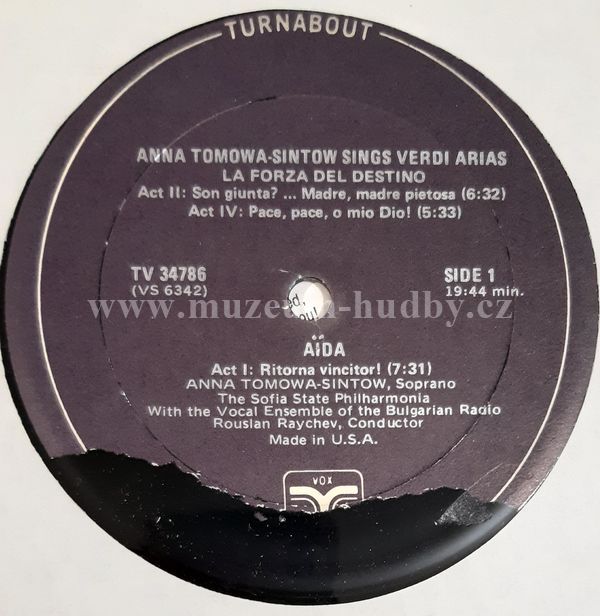 TURNABOUT
ANNA TOMOWA-SINTOW SINGS VERDI ARIAS
LA FORZA DEL DESTINO
Act II: Son giunta? ... Madre, madre pietosa (6:32)
Act IV: Pace, pace, o mio Dio! (5:33)
TV 34786
(VS 6342)
SIDE 1
19:44 min.
www.muzeum-hudby.cz
AÏDA
Act I: Ritorna vincitor! (7:31)
ANNA TOMOWA-SINTOW, Soprano
The Sofia State Philharmonia
With the Vocal Ensemble of the Bulgarian Radio
Rouslan Raychev, Conductor
Made in U.S.A.
VOX